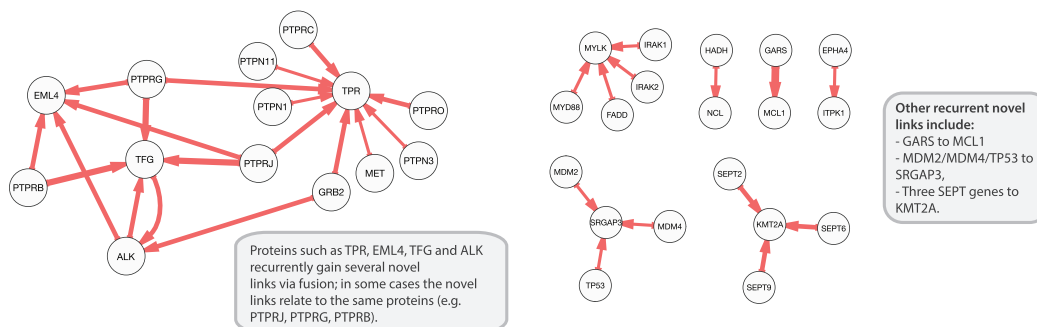 PTPRC
PTPN11
PTPRG
EML4
TPR
PTPN1
PTPRO
TFG
PTPRJ
PTPN3
MET
PTPRB
GRB2
ALK
Proteins such as TPR, EML4, TFG and ALK
recurrently gain several novel
links via fusion; in some cases the novel
links relate to the same proteins (e.g.
PTPRJ, PTPRG, PTPRB).
MYLK
IRAK1
IRAK2
MYD88
FADD
HADH
GARS
EPHA4
NCL
MCL1
ITPK1
MDM2
SRGAP3
MDM4
TP53
SEPT2
KMT2A
SEPT6
SEPT9
Other recurrent novel
links include:
- GARS to MCL1
- MDM2/MDM4/TP53 to
SRGAP3,
- Three SEPT genes to
KMT2A.